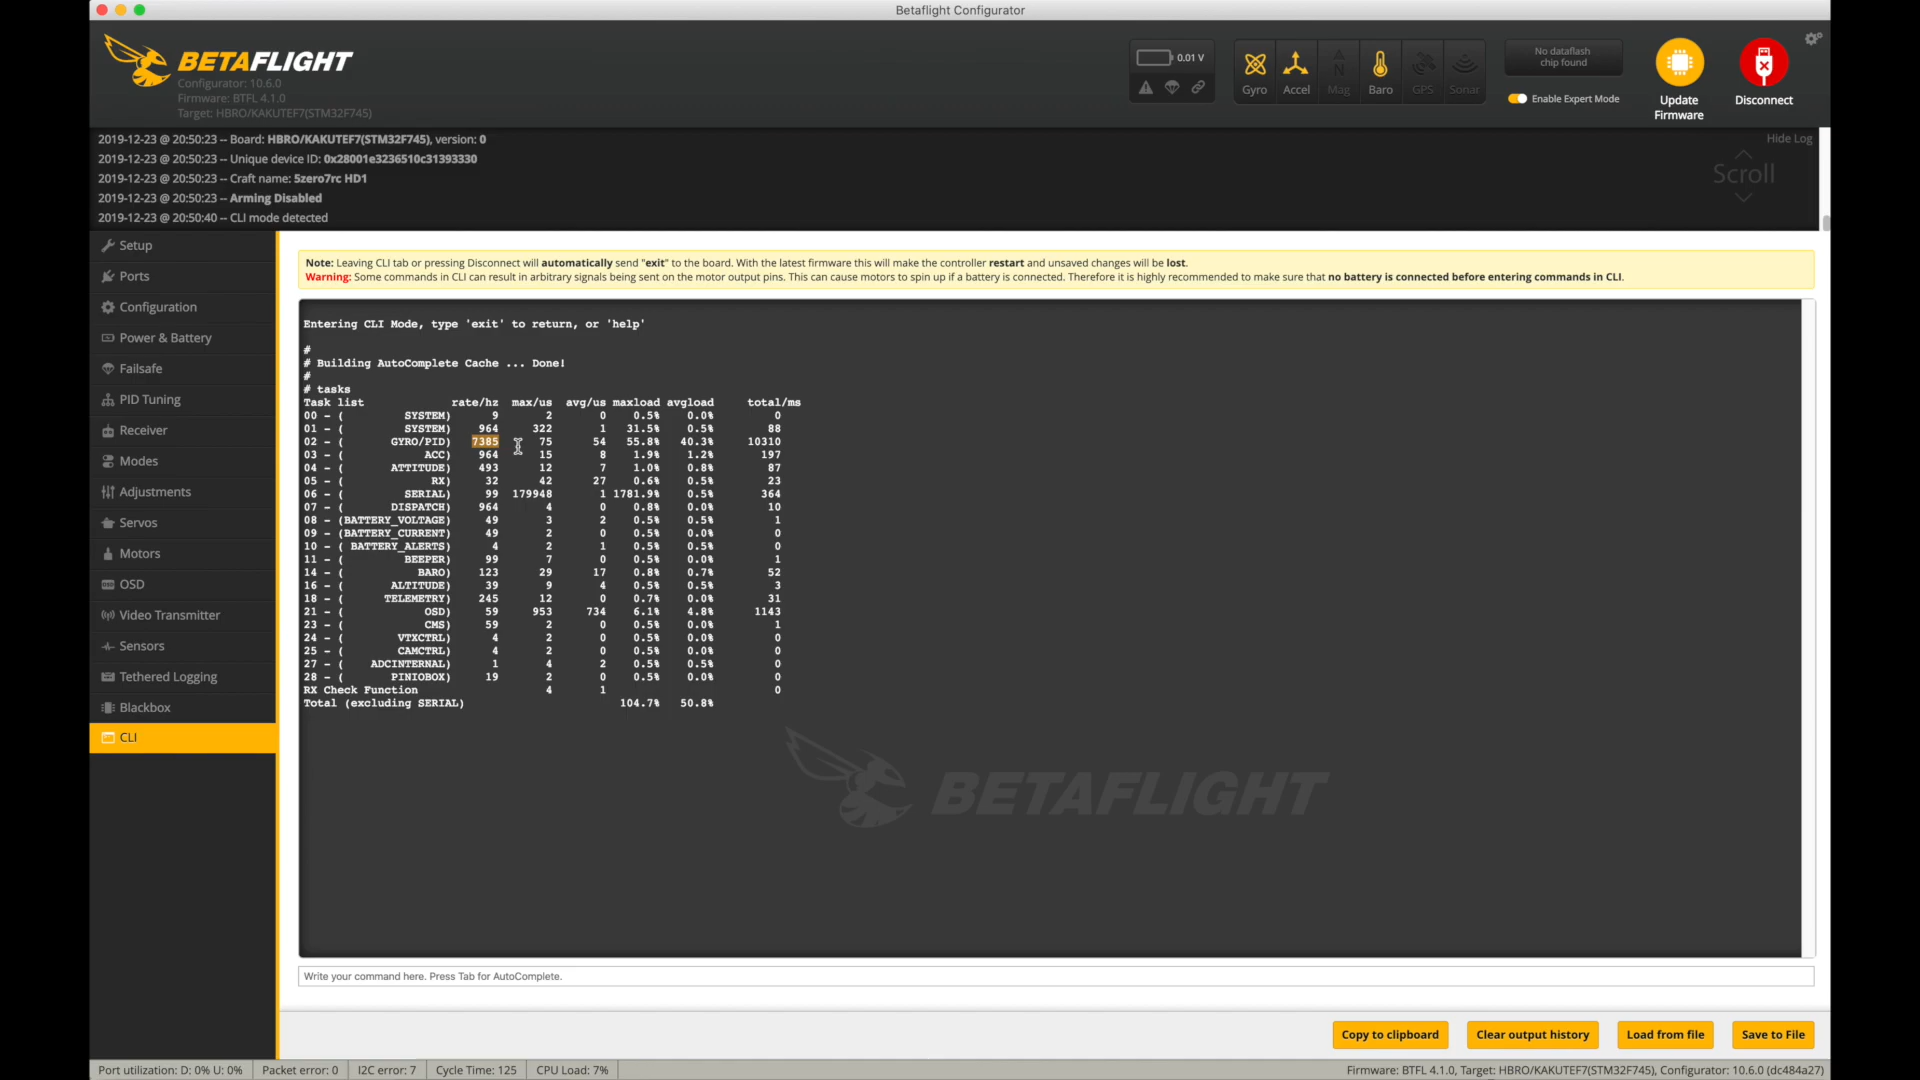 Betaflight Configurator
BETAFLIGHT
Configurator: 10.6.0
Firmware: BTFL 4.1.0
Target: HBRO/KAKUTEF7(STM32F745)
0.01 V
Gyro Accel Mag Baro GPS Sonar
No dataflash
chip found
Enable Expert Mode
Update
Firmware
Disconnect
2019-12-23 @ 20:50:23 -- Board: HBRO/KAKUTEF7(STM32F745), version: 0
2019-12-23 @ 20:50:23 -- Unique device ID: 0x28001e3236510c31393330
2019-12-23 @ 20:50:23 -- Craft name: 5zero7rc HD1
2019-12-23 @ 20:50:23 -- Arming Disabled
2019-12-23 @ 20:50:40 -- CLI mode detected
Hide Log
Scroll
Setup
Ports
Configuration
Power & Battery
Failsafe
PID Tuning
Receiver
Modes
Adjustments
Servos
Motors
OSD
Video Transmitter
Sensors
Tethered Logging
Blackbox
CLI
Note: Leaving CLI tab or pressing Disconnect will automatically send "exit" to the board. With the latest firmware this will make the controller restart and unsaved changes will be lost.
Warning: Some commands in CLI can result in arbitrary signals being sent on the motor output pins. This can cause motors to spin up if a battery is connected. Therefore it is highly recommended to make sure that no battery is connected before entering commands in CLI.
Entering CLI Mode, type 'exit' to return, or 'help'
#
# Building AutoComplete Cache ... Done!
#
# tasks
Task list rate/hz max/us avg/us maxload avgload total/ms
00 - ( SYSTEM) 9 2 0 0.5% 0.0% 0
01 - ( SYSTEM) 964 322 1 31.5% 0.5% 88
02 - ( GYRO/PID) 7385 75 54 55.8% 40.3% 10310
03 - ( ACC) 964 15 8 1.9% 1.2% 197
04 - ( ATTITUDE) 493 12 7 1.0% 0.8% 87
05 - ( RX) 32 42 27 0.6% 0.5% 23
06 - ( SERIAL) 99 179948 1 1781.9% 0.5% 364
07 - ( DISPATCH) 964 4 0 0.8% 0.0% 10
08 - (BATTERY_VOLTAGE) 49 3 2 0.5% 0.5% 1
09 - (BATTERY_CURRENT) 49 2 0 0.5% 0.0% 0
10 - ( BATTERY_ALERTS) 4 2 1 0.5% 0.5% 0
11 - ( BEEPER) 99 7 0 0.5% 0.0% 1
14 - ( BARO) 123 29 17 0.8% 0.7% 52
16 - ( ALTITUDE) 39 9 4 0.5% 0.5% 3
18 - ( TELEMETRY) 245 12 0 0.7% 0.0% 31
21 - ( OSD) 59 953 734 6.1% 4.8% 1143
23 - ( CMS) 59 2 0 0.5% 0.0% 1
24 - ( VTXCTRL) 4 2 0 0.5% 0.0% 0
25 - ( CAMCTRL) 4 2 0 0.5% 0.0% 0
27 - ( ADCINTERNAL) 1 4 2 0.5% 0.5% 0
28 - ( PINIOBOX) 19 2 0 0.5% 0.0% 0
RX Check Function 4 1 0
Total (excluding SERIAL) 104.7% 50.8%
BETAFLIGHT
Write your command here. Press Tab for AutoComplete.
Copy to clipboard
Clear output history
Load from file
Save to File
Port utilization: D: 0% U: 0% Packet error: 0 I2C error: 7 Cycle Time: 125 CPU Load: 7%
Firmware: BTFL 4.1.0, Target: HBRO/KAKUTEF7(STM32F745), Configurator: 10.6.0 (dc484a27)